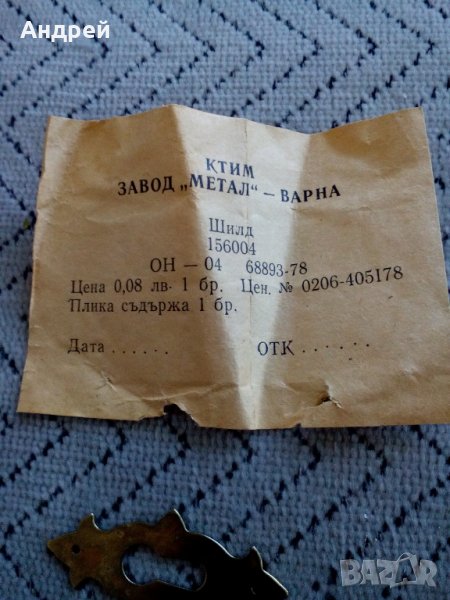 Андрей
КТИМ
ЗАВОД „МЕТАЛ“ – ВАРНА
Шилд
156004
ОН — 04 68893-78
Цена 0,08 лв. 1 бр. Цен. № 0206-405178
Плика съдържа 1 бр.
Дата . . . . . . ОТК . . . . . .
BAZAR